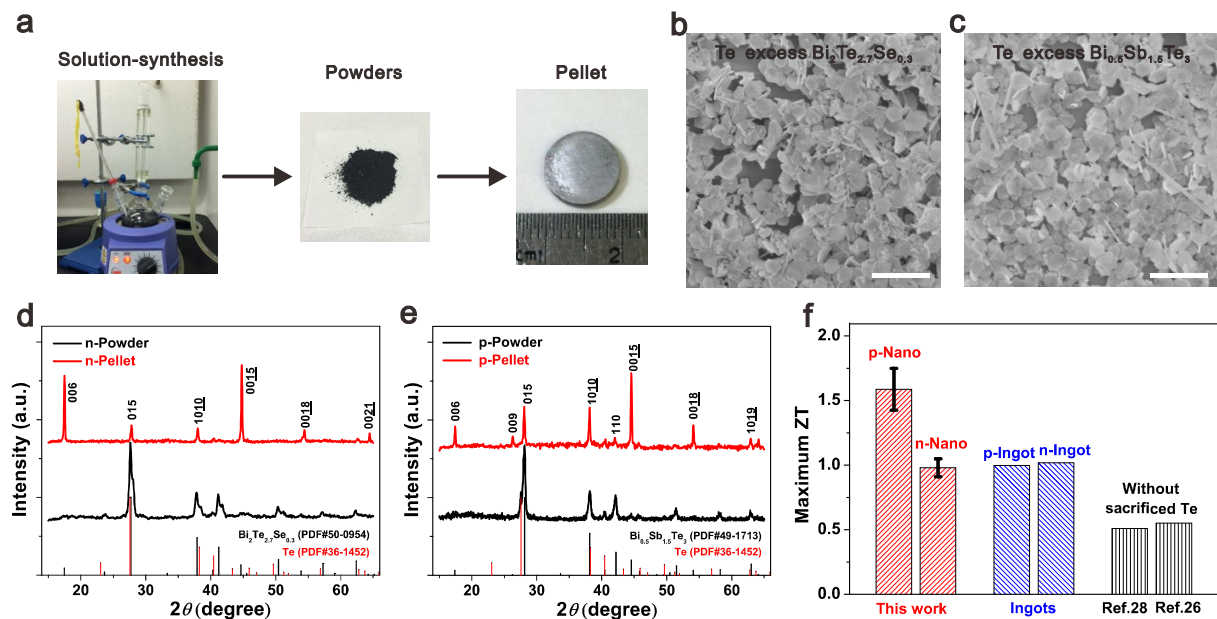 a
Solution-synthesis
Powders
Pellet
cm 1 2
b
Te excess Bi₂Te₂.₇Se₀.₃
c
Te excess Bi₀.₅Sb₁.₅Te₃
d
n-Powder
n-Pellet
006
015
1010
0015
0018
0021
Bi₂Te₂.₇Se₀.₃ (PDF#50-0954)
Te (PDF#36-1452)
20 30 40 50 60
2θ (degree)
Intensity (a.u.)
e
p-Powder
p-Pellet
006
009
015
1010
110
0015
0018
1019
Bi₀.₅Sb₁.₅Te₃ (PDF#49-1713)
Te (PDF#36-1452)
20 30 40 50 60
2θ (degree)
Intensity (a.u.)
f
2.0
1.5
1.0
0.5
0.0
Maximum ZT
p-Nano
n-Nano
p-Ingot n-Ingot
Without
sacrificed Te
This work Ingots Ref.28 Ref.26